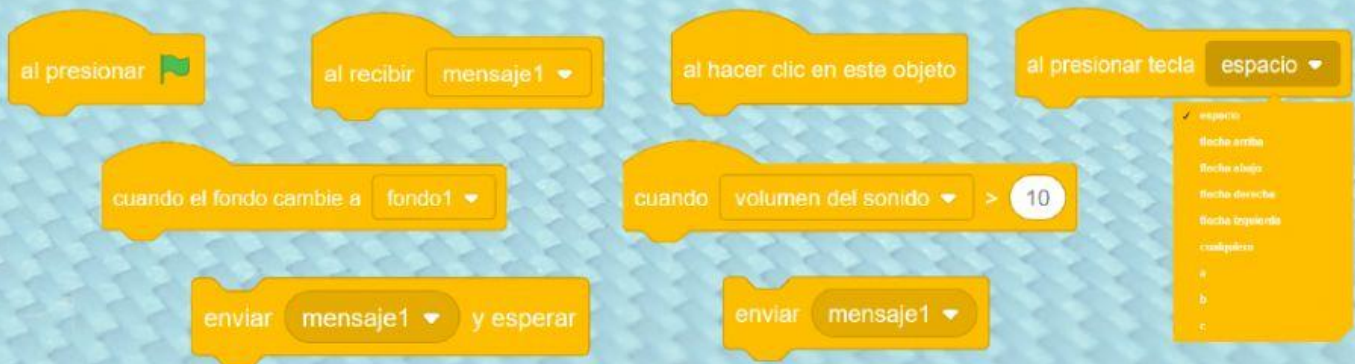 al presionar
al recibir mensaje1
al hacer clic en este objeto
al presionar tecla espacio
espacio
flecha arriba
flecha abajo
flecha derecha
flecha izquierda
cualquiera
a
b
c
cuando el fondo cambie a fondo1
cuando volumen del sonido > 10
enviar mensaje1 y esperar
enviar mensaje1